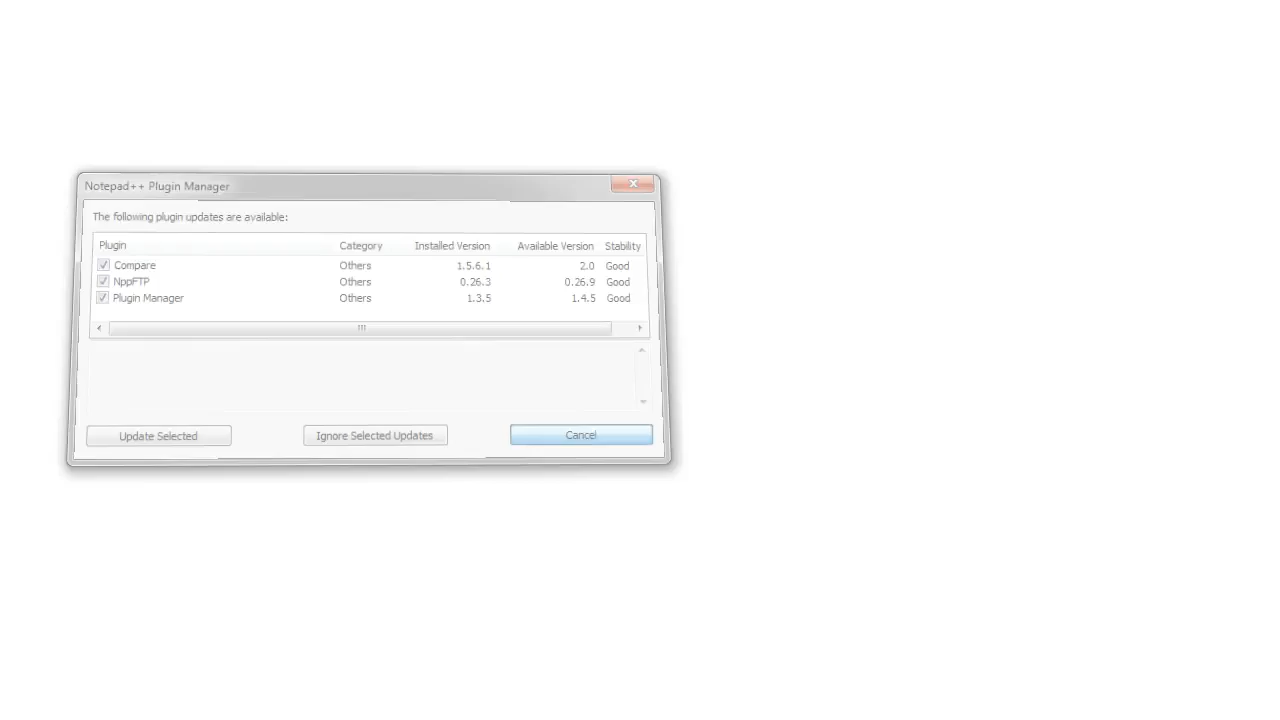 Notepad++ Plugin Manager
The following plugin updates are available:
Plugin Category Installed Version Available Version Stability
Compare Others 1.5.6.1 2.0 Good
NppFTP Others 0.26.3 0.26.9 Good
Plugin Manager Others 1.3.5 1.4.5 Good
Update Selected Ignore Selected Updates Cancel